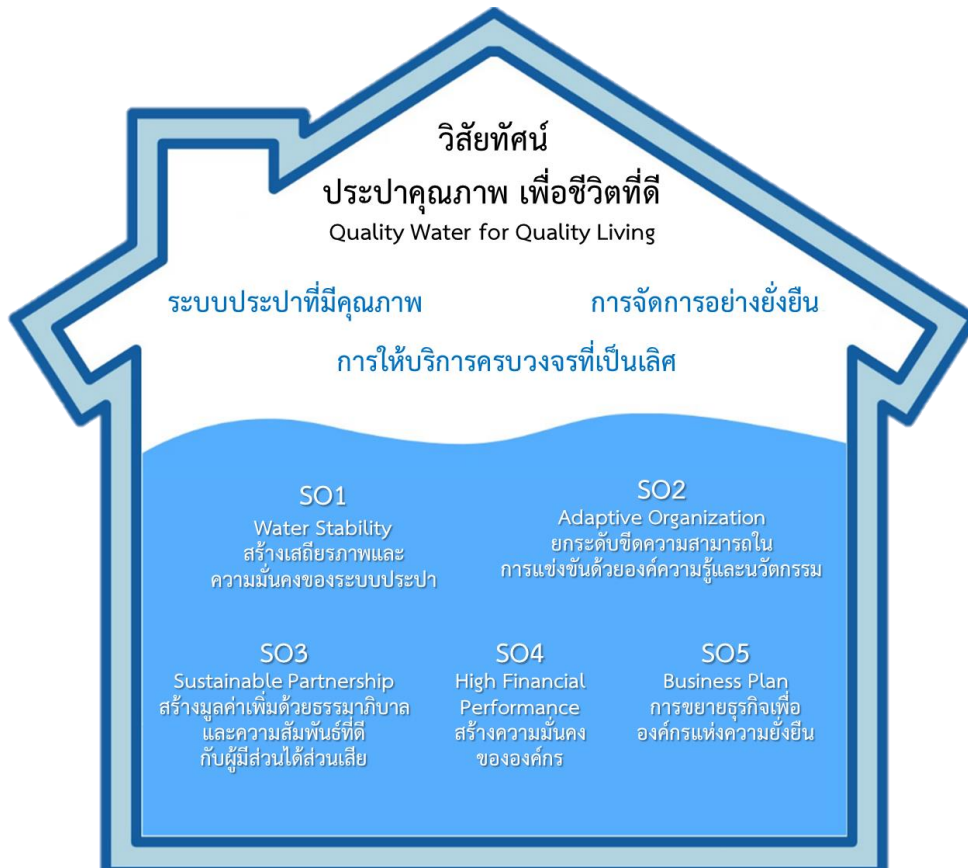 วิสัยทัศน์
ประปาคุณภาพ เพื่อชีวิตที่ดี
Quality Water for Quality Living
ระบบประปาที่มีคุณภาพ
การจัดการอย่างยั่งยืน
การให้บริการครบวงจรที่เป็นเลิศ
SO1
Water Stability
สร้างเสถียรภาพและ
ความมั่นคงของระบบประปา
SO2
Adaptive Organization
ยกระดับขีดความสามารถใน
การแข่งขันด้วยองค์ความรู้และนวัตกรรม
SO3
Sustainable Partnership
สร้างมูลค่าเพิ่มด้วยธรรมาภิบาล
และความสัมพันธ์ที่ดี
กับผู้มีส่วนได้ส่วนเสีย
SO4
High Financial
Performance
สร้างความมั่นคง
ขององค์กร
SO5
Business Plan
การขยายธุรกิจเพื่อ
องค์กรแห่งความยั่งยืน